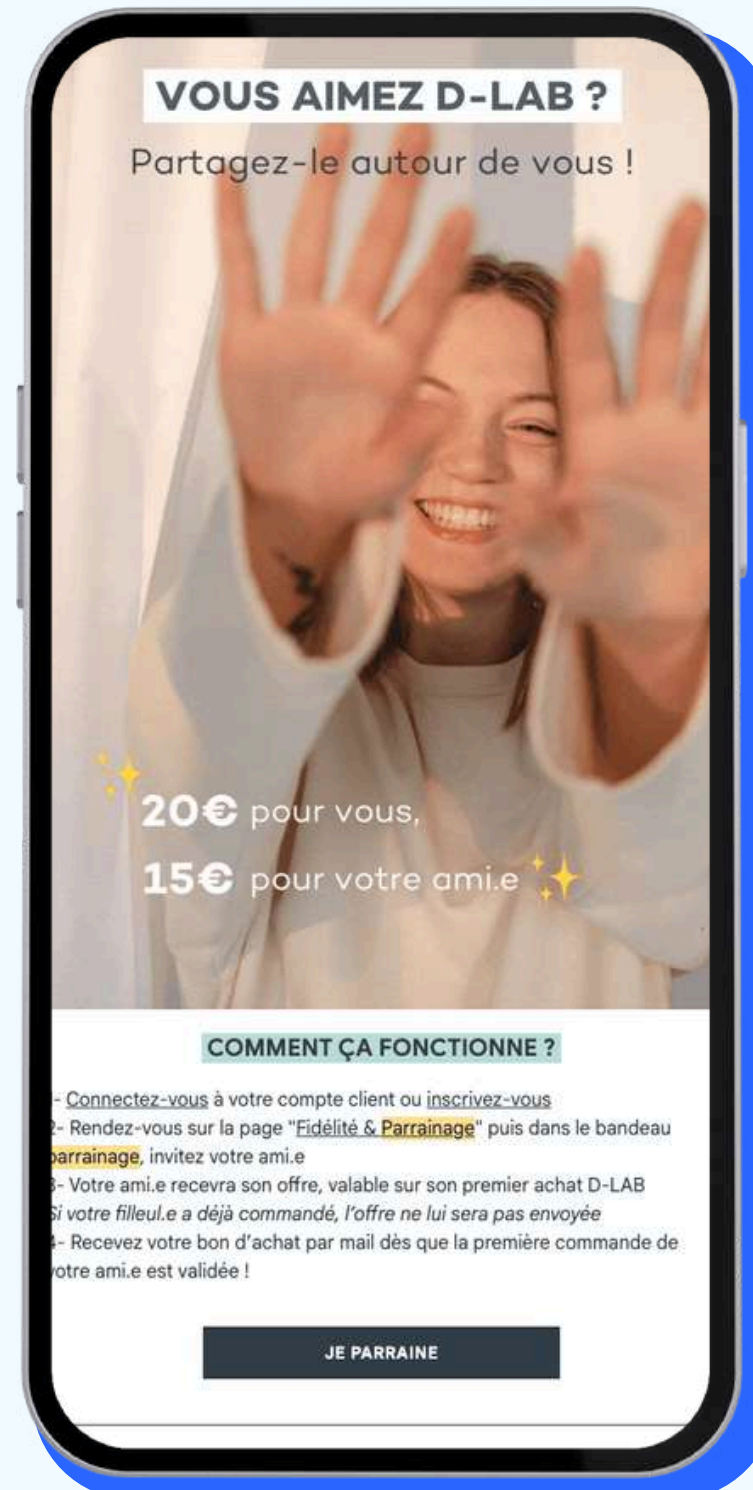 VOUS AIMEZ D-LAB ?
Partagez-le autour de vous !
20€ pour vous,
15€ pour votre ami.e
COMMENT ÇA FONCTIONNE ?
- Connectez-vous à votre compte client ou inscrivez-vous
2- Rendez-vous sur la page "Fidélité & Parrainage" puis dans le bandeau
parrainage, invitez votre ami.e
3- Votre ami.e recevra son offre, valable sur son premier achat D-LAB
Si votre filleul.e a déjà commandé, l'offre ne lui sera pas envoyée
4- Recevez votre bon d'achat par mail dès que la première commande de
votre ami.e est validée !
JE PARRAINE